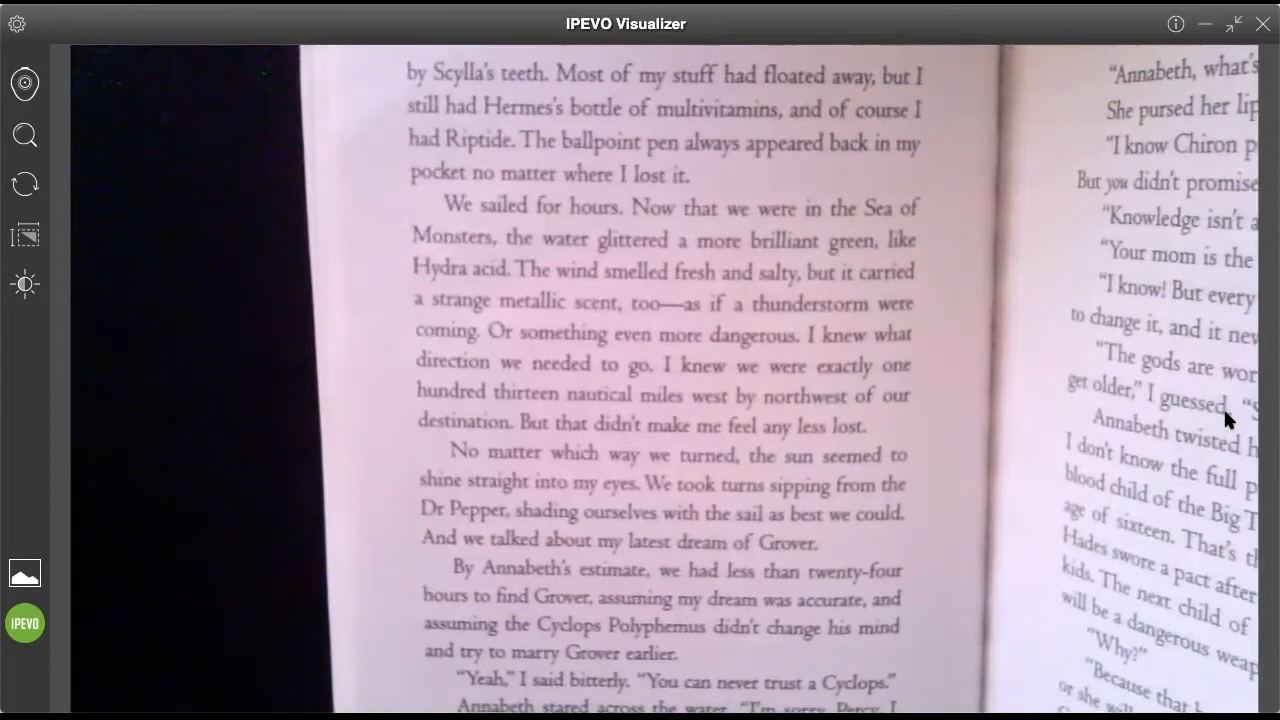 IPEVO Visualizer
by Scylla's teeth. Most of my stuff had floated away, but I
still had Hermes's bottle of multivitamins, and of course I
had Riptide. The ballpoint pen always appeared back in my
pocket no matter where I lost it.
We sailed for hours. Now that we were in the Sea of
Monsters, the water glittered a more brilliant green, like
Hydra acid. The wind smelled fresh and salty, but it carried
a strange metallic scent, too—as if a thunderstorm were
coming. Or something even more dangerous. I knew what
direction we needed to go. I knew we were exactly one
hundred thirteen nautical miles west by northwest of our
destination. But that didn't make me feel any less lost.
No matter which way we turned, the sun seemed to
shine straight into my eyes. We took turns sipping from the
Dr Pepper, shading ourselves with the sail as best we could.
And we talked about my latest dream of Grover.
By Annabeth's estimate, we had less than twenty-four
hours to find Grover, assuming my dream was accurate, and
assuming the Cyclops Polyphemus didn't change his mind
and try to marry Grover earlier.
"Yeah," I said bitterly. "You can never trust a Cyclops."
Annabeth stared across the water. "I'm sorry, Percy. I
"Annabeth, what's
She pursed her lip
"I know Chiron p
But you didn't promise
"Knowledge isn't a
"Your mom is the
"I know! But every
to change it, and it nev
"The gods are wor
get older," I guessed. "S
Annabeth twisted h
I don't know the full p
blood child of the Big T
age of sixteen. That's th
Hades swore a pact after
kids. The next child of
will be a dangerous weap
"Why?"
"Because that h
or she will
IPEVO